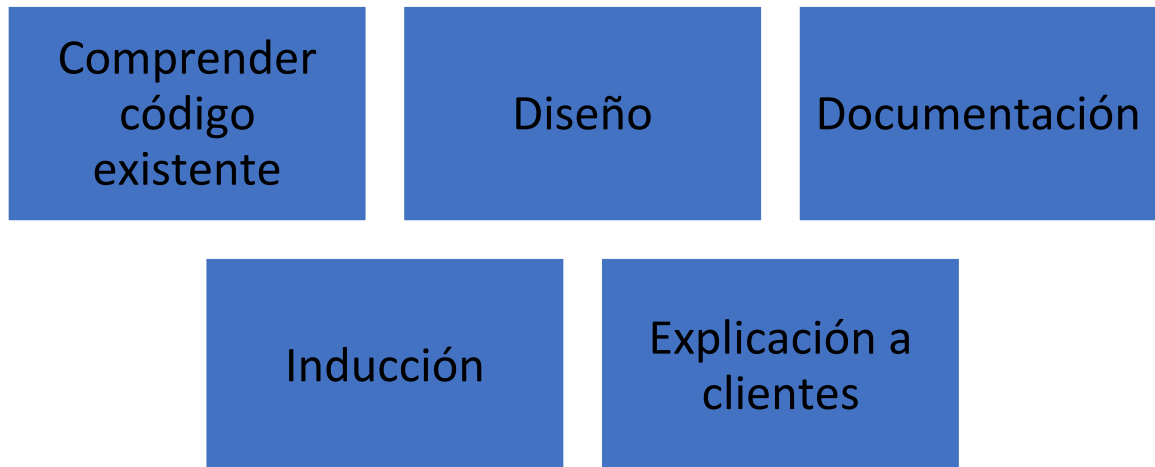 Comprender
código
existente
Diseño
Documentación
Inducción
Explicación a
clientes